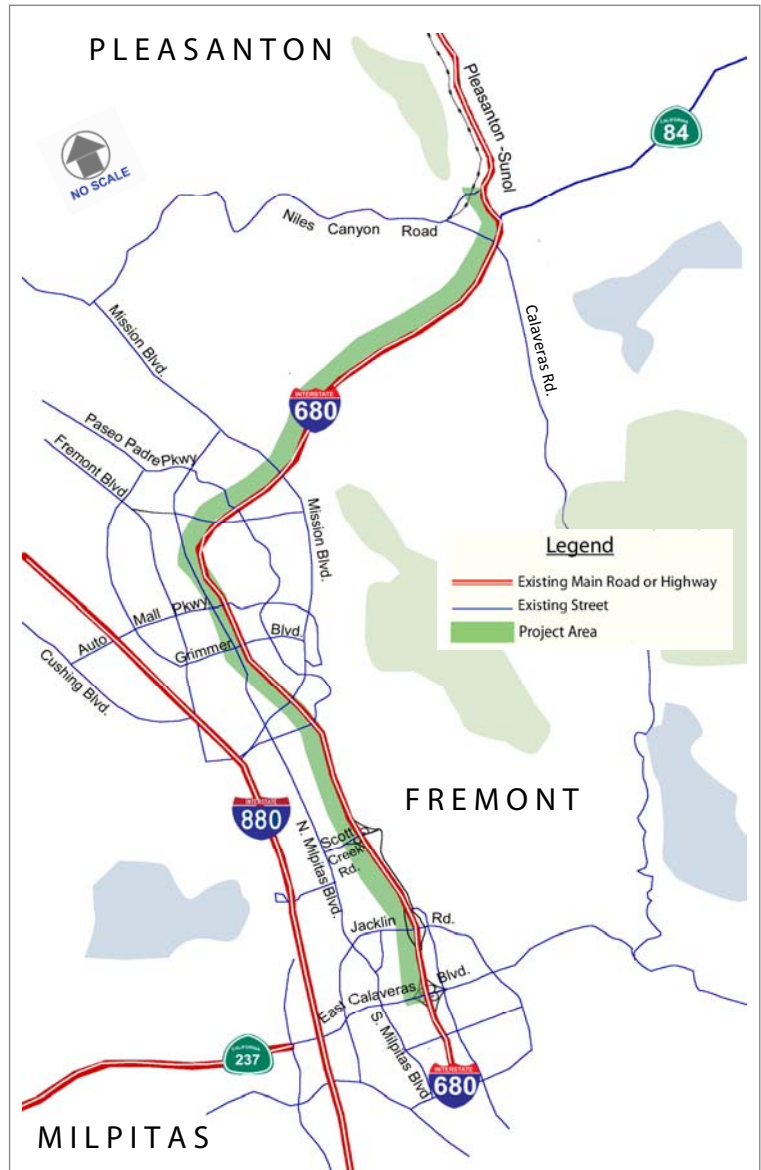 PLEASANTON
Pleasanton -Sunol
CALIFORNIA
84
NO SCALE
Niles Canyon Road
Mission Blvd.
Calaveras Rd.
INTERSTATE
680
Paseo Padre Pkwy
Fremont Blvd
Mission Blvd.
Legend
Existing Main Road or Highway
Existing Street
Project Area
Auto Mall Pkwy
Grimmer Blvd.
Cushing Blvd.
FREMONT
INTERSTATE
880
N. Milpitas Blvd.
Scott
Creek
Rd.
Jacklin Rd.
East Calaveras Blvd.
S. Milpitas Blvd
CALIFORNIA
237
INTERSTATE
680
MILPITAS